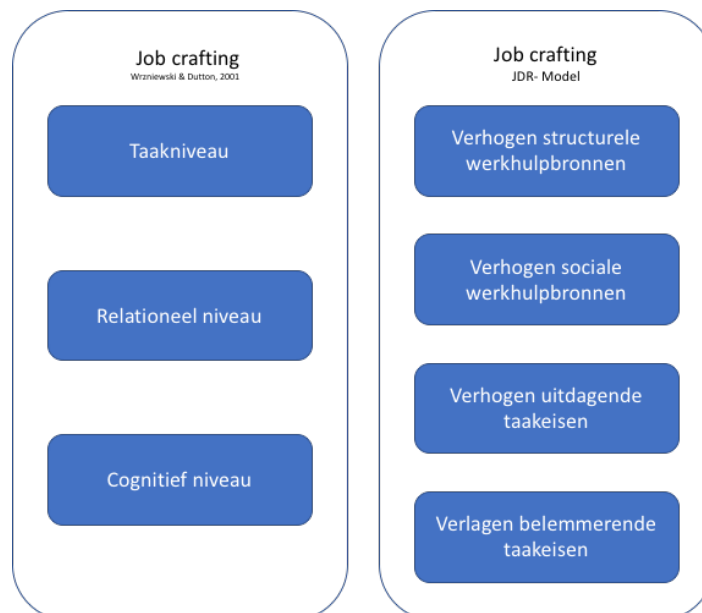 Job crafting
Wrzniewski & Dutton, 2001
Taakniveau
Relationeel niveau
Cognitief niveau
Job crafting
JDR- Model
Verhogen structurele
werkhulpbronnen
Verhogen sociale
werkhulpbronnen
Verhogen uitdagende
taakeisen
Verlagen belemmerende
taakeisen